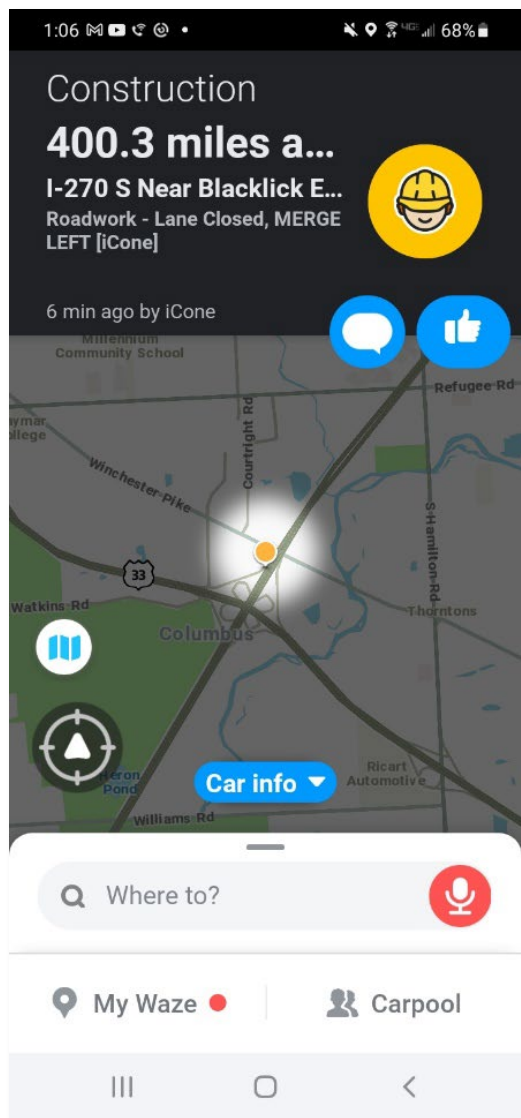 1:06
4G
68%
Construction
400.3 miles a...
I-270 S Near Blacklick E...
Roadwork - Lane Closed, MERGE
LEFT [iCone]
6 min ago by iCone
Millennium
Community School
Refugee Rd
Courtright Rd
Winchester Pike
S Hamilton Rd
33
Watkins Rd
Thorntons
Columbus
Ricart
Automotive
Heron
Pond
Car info
Williams Rd
Where to?
My Waze
Carpool